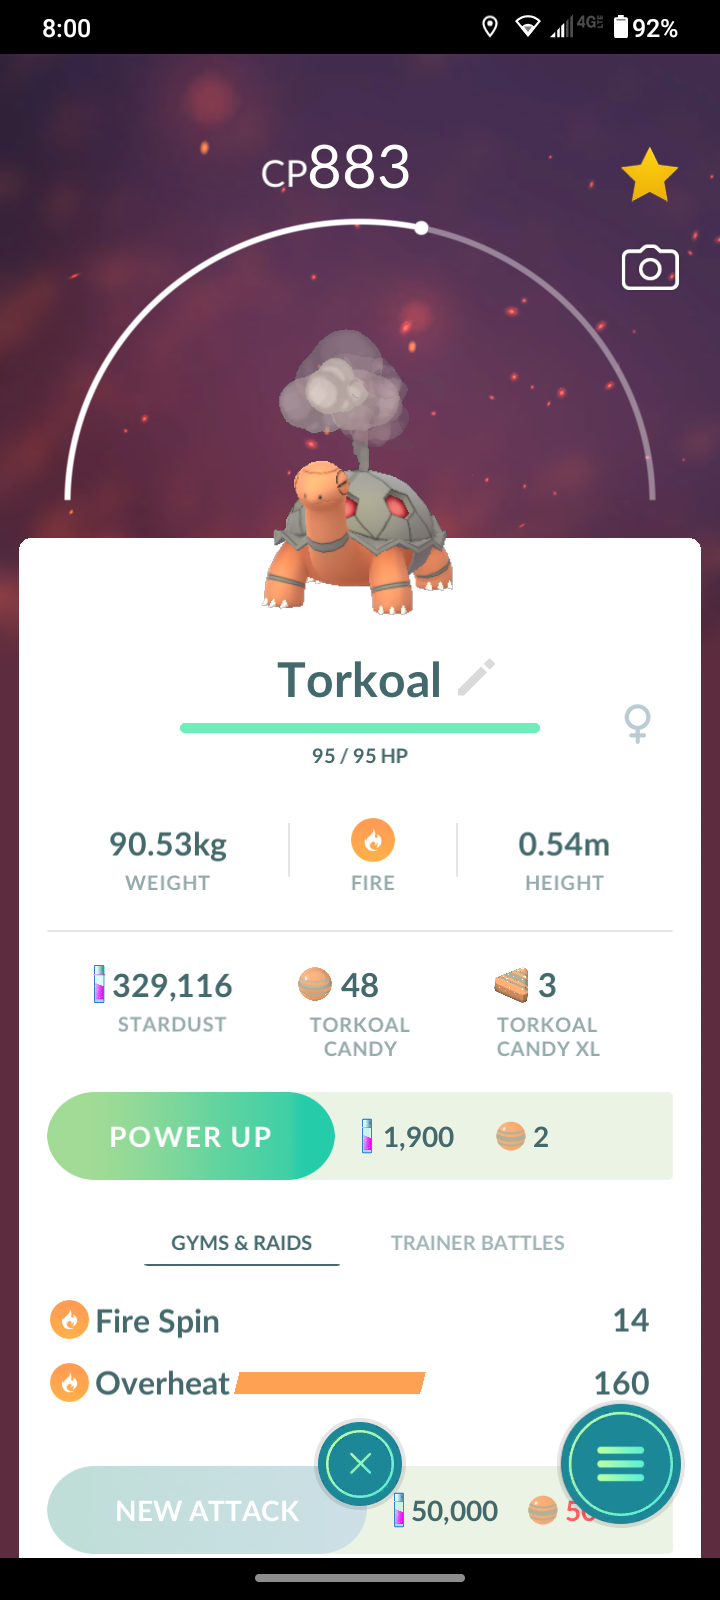 8:00 4G LTE 92%
CP883
Torkoal
95 / 95 HP
90.53kg 0.54m
WEIGHT FIRE HEIGHT
329,116 48 3
STARDUST TORKOAL CANDY TORKOAL CANDY XL
POWER UP 1,900 2
GYMS & RAIDS TRAINER BATTLES
Fire Spin 14
Overheat 160
NEW ATTACK 50,000